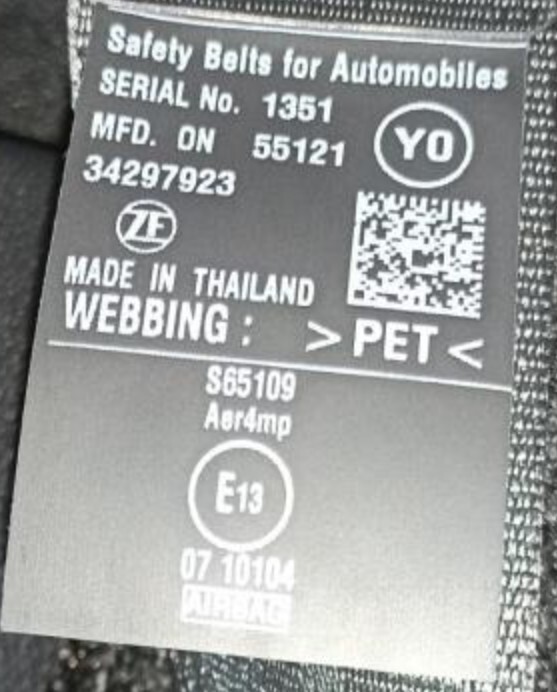 Safety Belts for Automobiles
SERIAL No. 1351
MFD. ON 55121
YO
34297923
ZF
MADE IN THAILAND
WEBBING : >PET<
S65109
Aer4mp
E13
07 10104
AIRBAG